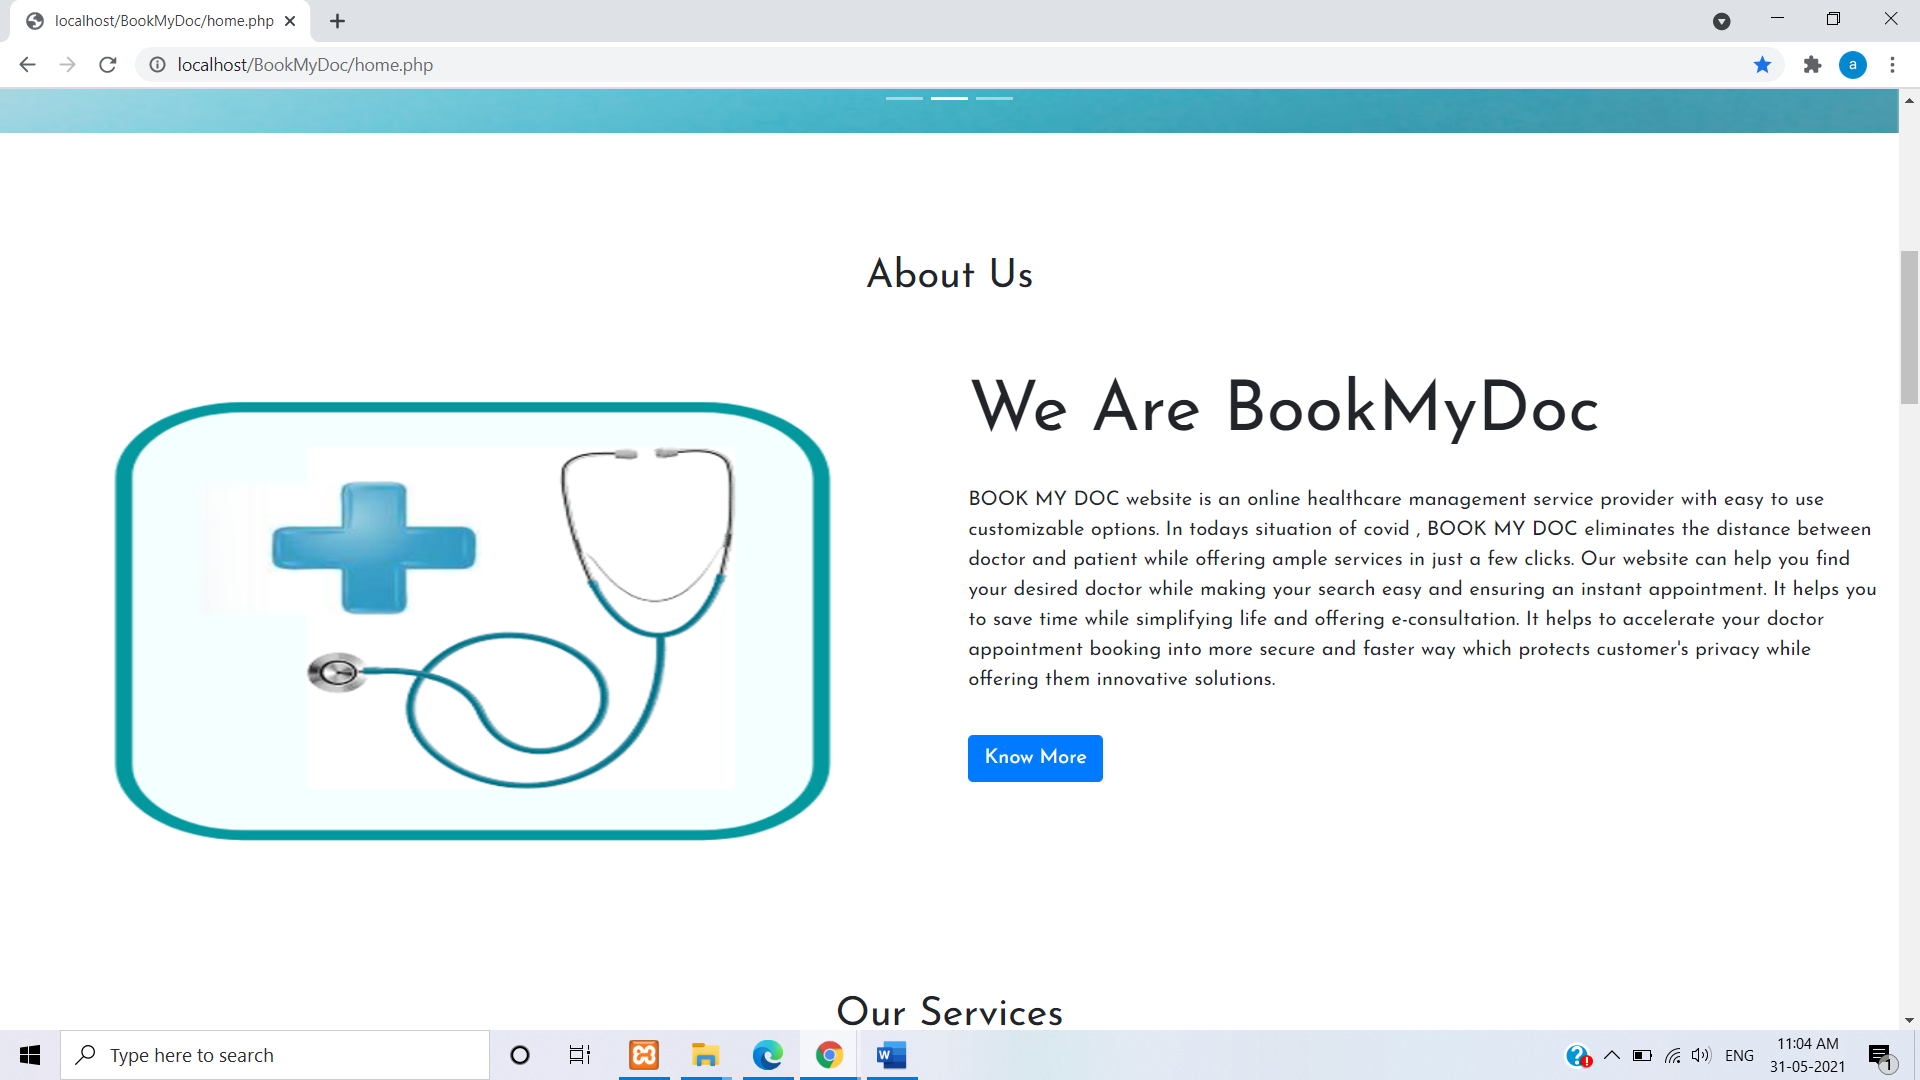 localhost/BookMyDoc/home.php
localhost/BookMyDoc/home.php
a
About Us
We Are BookMyDoc
BOOK MY DOC website is an online healthcare management service provider with easy to use
customizable options. In todays situation of covid , BOOK MY DOC eliminates the distance between
doctor and patient while offering ample services in just a few clicks. Our website can help you find
your desired doctor while making your search easy and ensuring an instant appointment. It helps you
to save time while simplifying life and offering e-consultation. It helps to accelerate your doctor
appointment booking into more secure and faster way which protects customer's privacy while
offering them innovative solutions.
Know More
Our Services
Type here to search
W
ENG
11:04 AM
31-05-2021
1